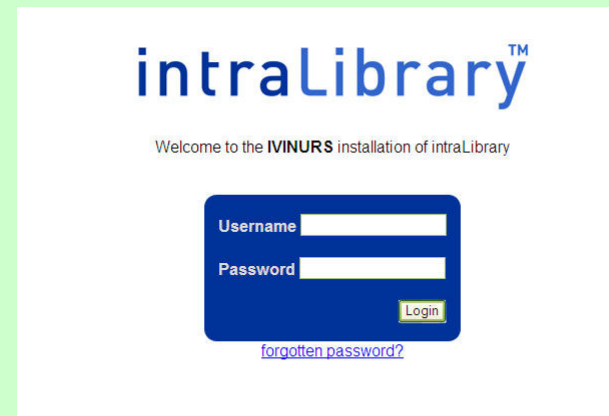 intraLibrary™
Welcome to the IVINURS installation of intraLibrary
Username
Password
Login
forgotten password?